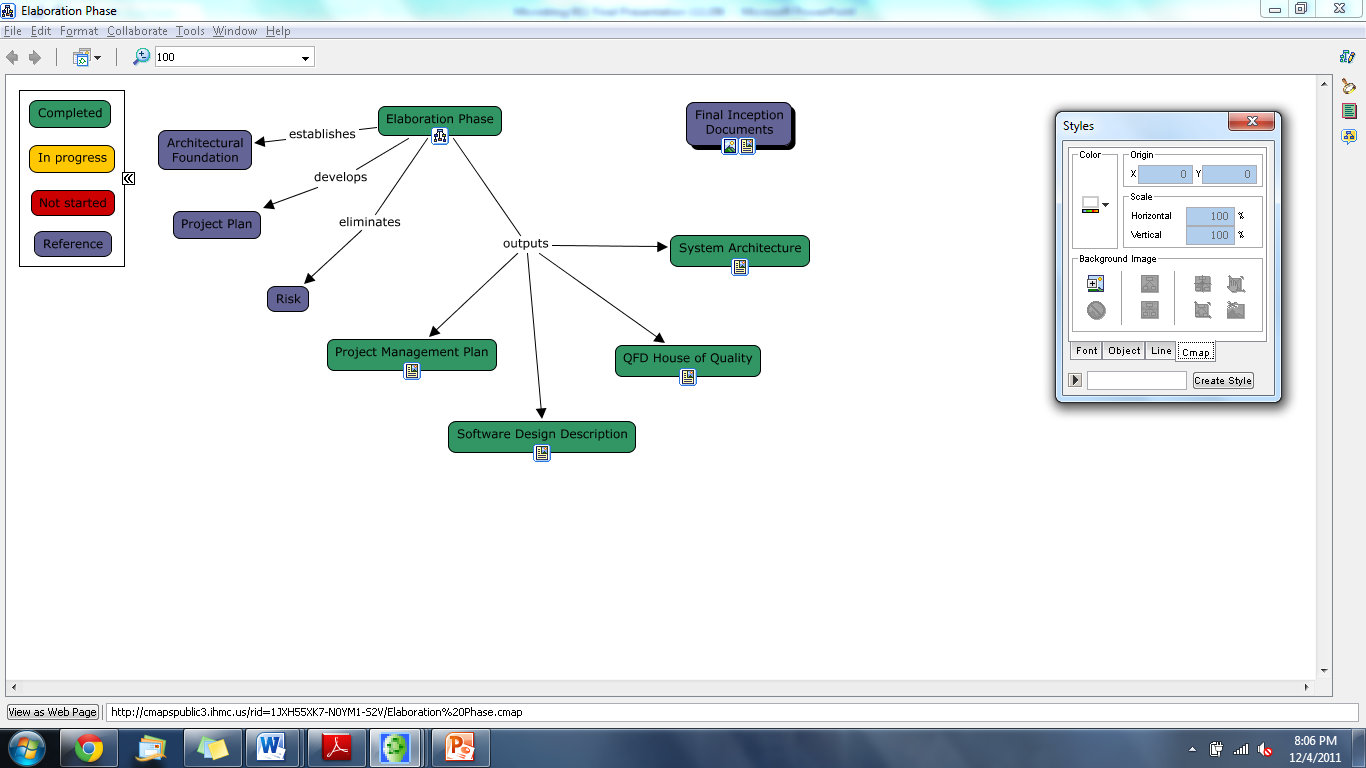 Elaboration Phase
File Edit Format Collaborate Tools Window Help
100
Completed
In progress
Not started
Reference
Elaboration Phase
establishes
Architectural
Foundation
develops
Project Plan
eliminates
Risk
outputs
System Architecture
Project Management Plan
QFD House of Quality
Software Design Description
Final Inception
Documents
Styles
Color
Origin
X 0 Y 0
Scale
Horizontal 100 %
Vertical 100 %
Background Image
Font Object Line Cmap
Create Style
View as Web Page http://cmapspublic3.ihmc.us/rid=1JXH55XK7-N0YM1-S2V/Elaboration%20Phase.cmap
8:06 PM
12/4/2011